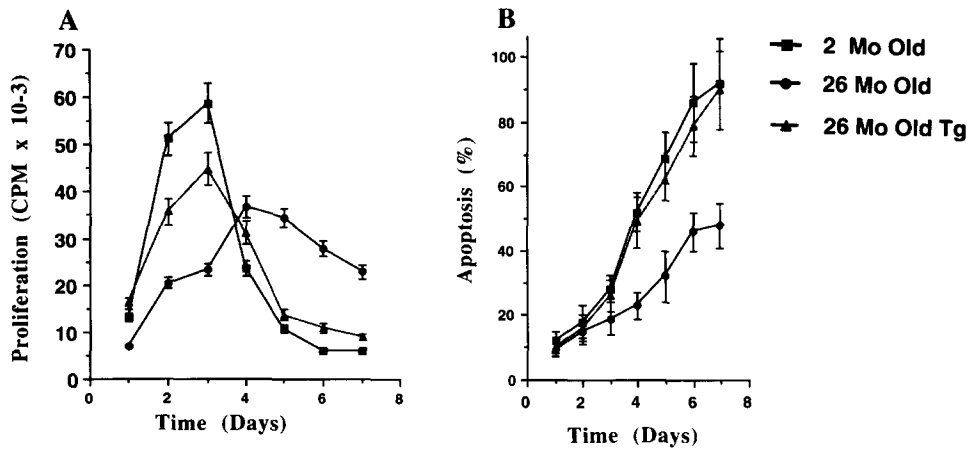 A
Proliferation (CPM x 10-3)
70
60
50
40
30
20
10
0
0
2
4
6
8
Time (Days)
B
Apoptosis (%)
100
80
60
40
20
0
0
2
4
6
8
Time (Days)
2 Mo Old
26 Mo Old
26 Mo Old Tg